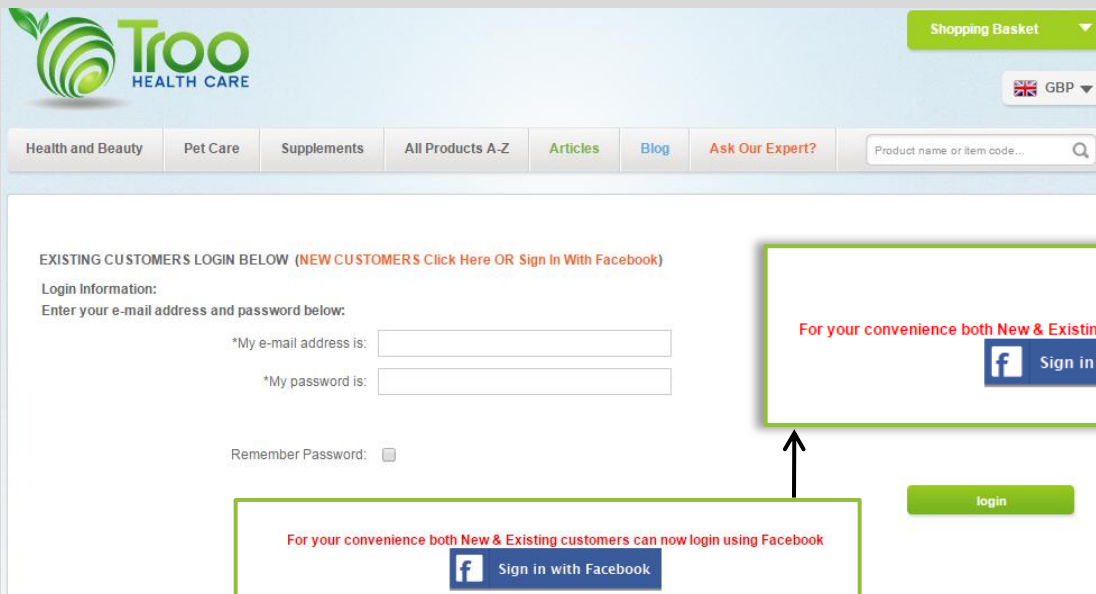 Troo
HEALTH CARE
Shopping Basket
GBP
Health and Beauty Pet Care Supplements All Products A-Z Articles Blog Ask Our Expert? Product name or item code...
EXISTING CUSTOMERS LOGIN BELOW (NEW CUSTOMERS Click Here OR Sign In With Facebook)
Login Information:
Enter your e-mail address and password below:
*My e-mail address is:
*My password is:
Remember Password:
For your convenience both New & Existin
f Sign in
login
For your convenience both New & Existing customers can now login using Facebook
f Sign in with Facebook